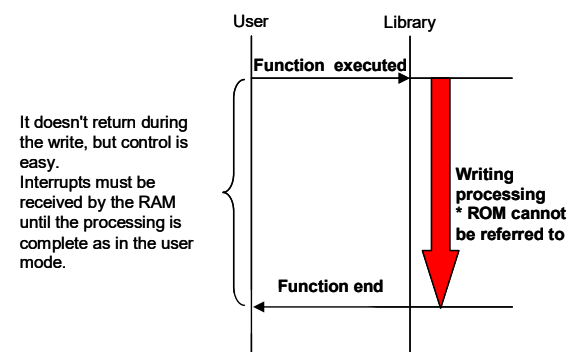 User
Library
Function executed
It doesn't return during
the write, but control is
easy.
Interrupts must be
received by the RAM
until the processing is
complete as in the user
mode.
Writing
processing
* ROM cannot
be referred to
Function end